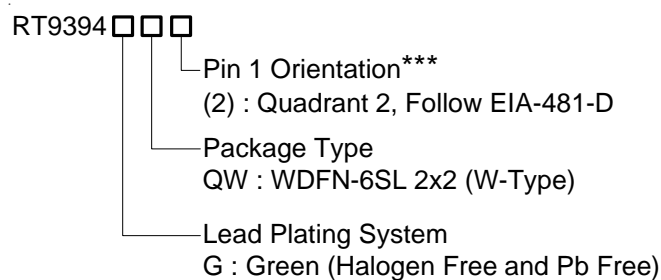 RT9394□□□
Pin 1 Orientation***
(2) : Quadrant 2, Follow EIA-481-D
Package Type
QW : WDFN-6SL 2x2 (W-Type)
Lead Plating System
G : Green (Halogen Free and Pb Free)